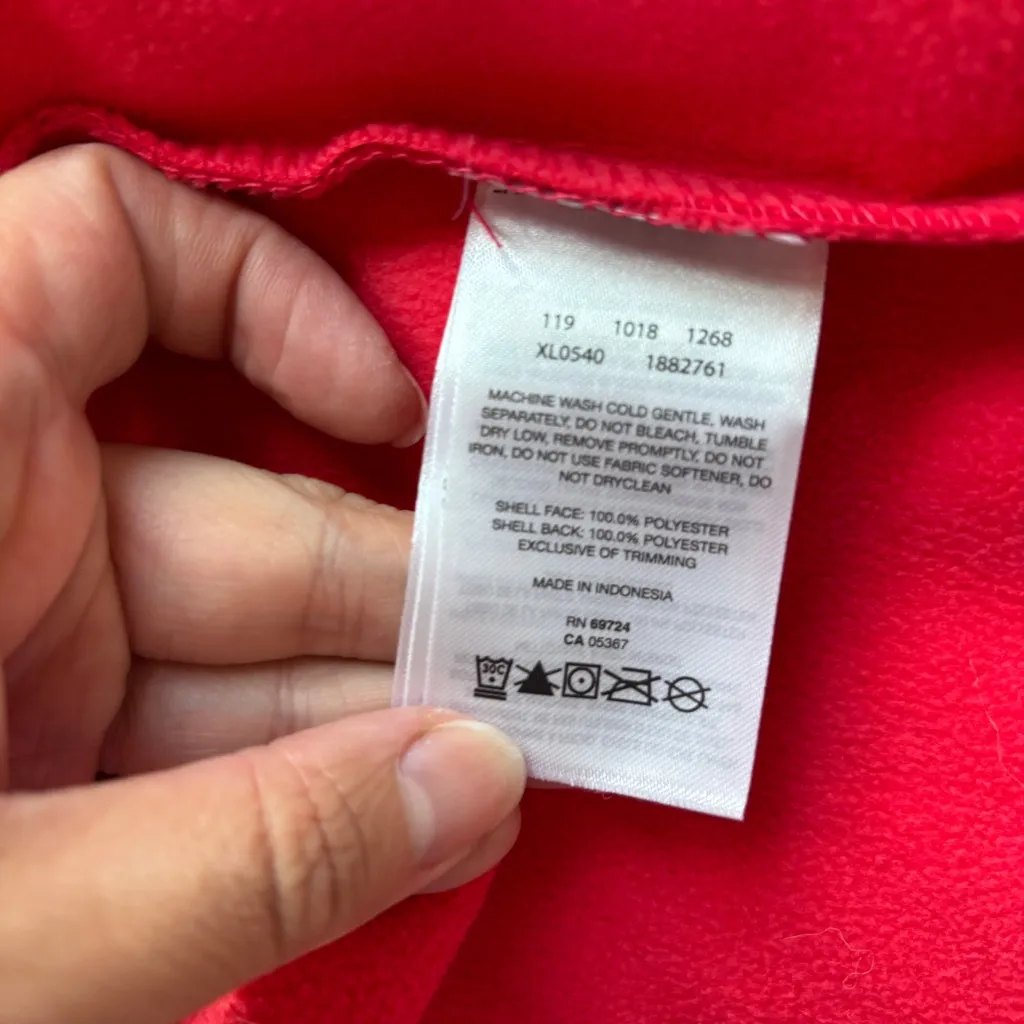 119 1018 1268
XL0540 1882761
MACHINE WASH COLD GENTLE, WASH
SEPARATELY, DO NOT BLEACH, TUMBLE
DRY LOW, REMOVE PROMPTLY, DO NOT
IRON, DO NOT USE FABRIC SOFTENER, DO
NOT DRYCLEAN
SHELL FACE: 100.0% POLYESTER
SHELL BACK: 100.0% POLYESTER
EXCLUSIVE OF TRIMMING
MADE IN INDONESIA
RN 69724
CA 05367
30C